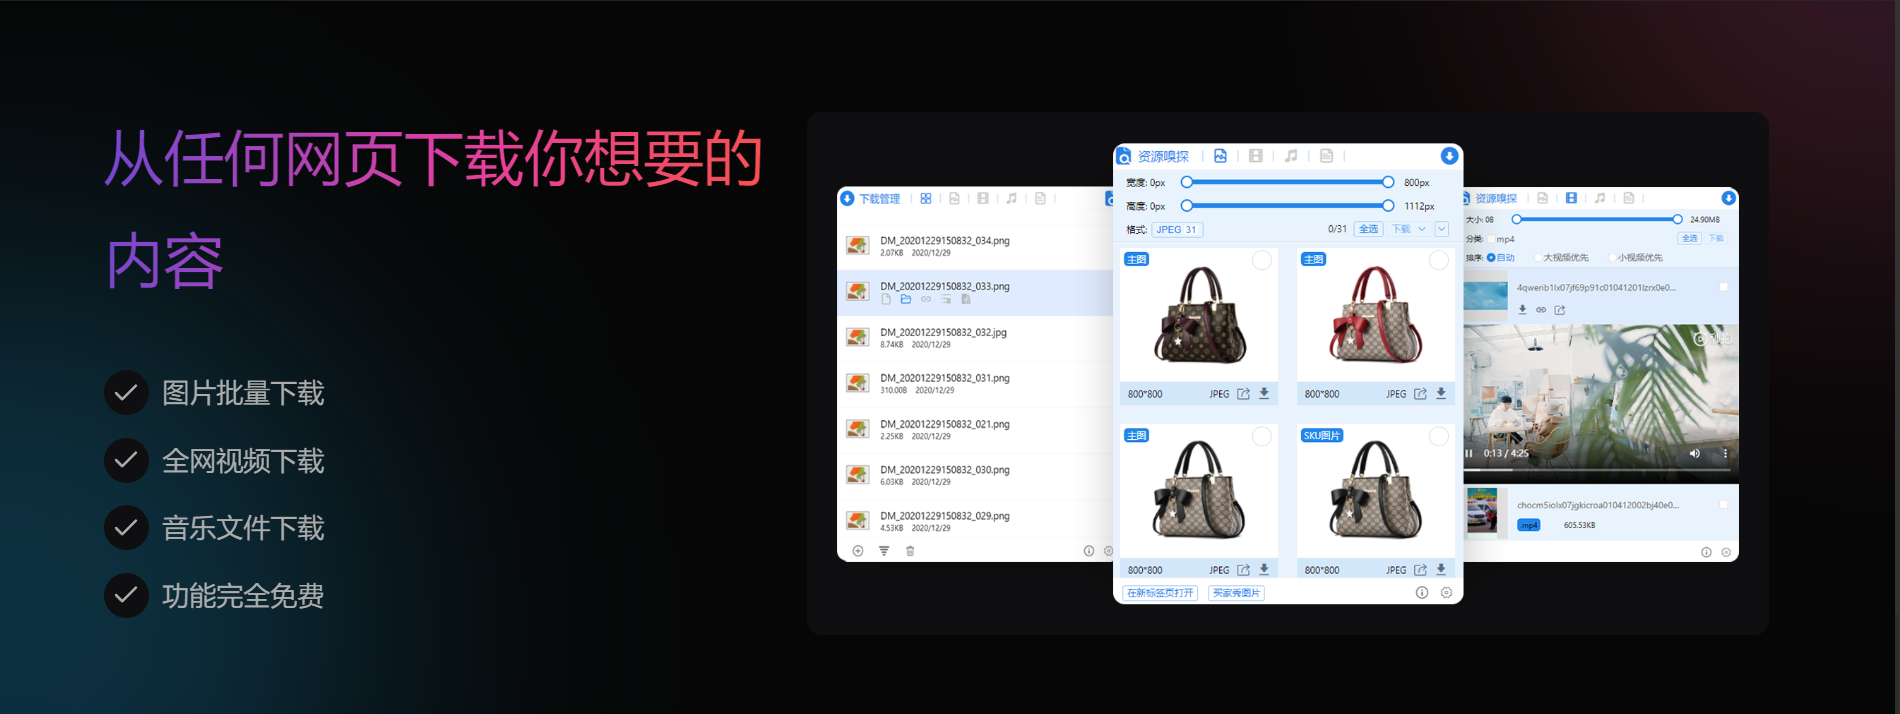 从任何网页下载你想要的
内容
图片批量下载
全网视频下载
音乐文件下载
功能完全免费
下载管理
DM_20201229150832_034.png
2.07KB 2020/12/29
DM_20201229150832_033.png
DM_20201229150832_032.jpg
8.74KB 2020/12/29
DM_20201229150832_031.png
310.00B 2020/12/29
DM_20201229150832_021.png
2.25KB 2020/12/29
DM_20201229150832_030.png
6.03KB 2020/12/29
DM_20201229150832_029.png
4.53KB 2020/12/29
资源嗅探
宽度: 0px 800px
高度: 0px 1112px
格式: JPEG 31 0/31 全选 下载
主图 主图
800*800 JPEG 800*800 JPEG
主图 SKU图片
800*800 JPEG 800*800 JPEG
在新标签页打开 买家秀图片
资源嗅探
大小: 0B 24.90MB
分类: mp4 全选 下载
排序: 自动 大视频优先 小视频优先
4qwerib1lx07jf69p91c01041201lzrx0e0...
0:13 / 4:25
chocm5iolx07jgkicroa010412002bj40e0...
.mp4 605.53KB